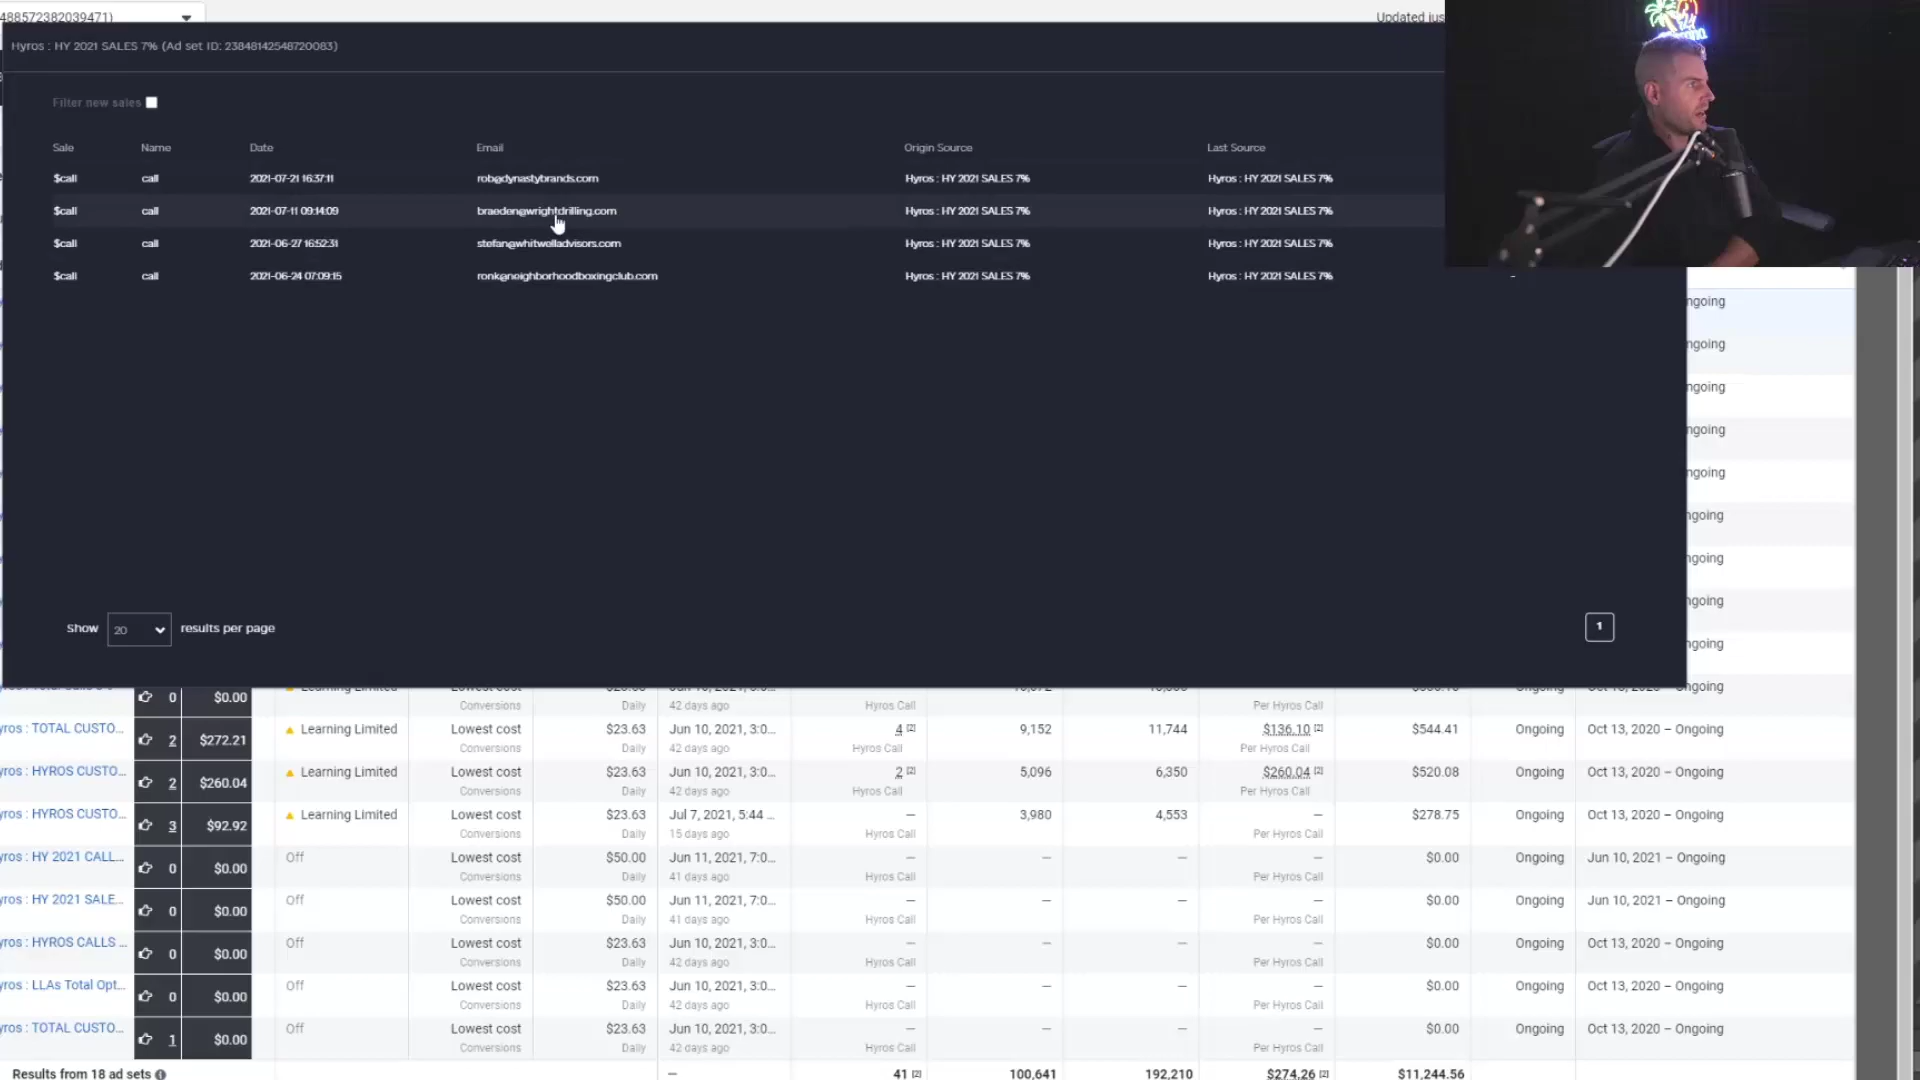 488572382039471)
Updated jus
Hyros : HY 2021 SALES 7% (Ad set ID: 23848142548720083)
Filter new sales
Sale Name Date Email Origin Source Last Source
$call call 2021-07-21 16:37:11 rob@dynastybrands.com Hyros : HY 2021 SALES 7% Hyros : HY 2021 SALES 7%
$call call 2021-07-11 09:14:09 braeden@wrightdrilling.com Hyros : HY 2021 SALES 7% Hyros : HY 2021 SALES 7%
$call call 2021-06-27 16:52:31 stefan@whitwelladvisors.com Hyros : HY 2021 SALES 7% Hyros : HY 2021 SALES 7%
$call call 2021-06-24 07:09:15 ronk@neighborhoodboxingclub.com Hyros : HY 2021 SALES 7% Hyros : HY 2021 SALES 7%
ngoing
ngoing
ngoing
ngoing
ngoing
ngoing
ngoing
ngoing
ngoing
Show 20 results per page 1
0 $0.00 Learning Limited Lowest cost Ongoing ngoing
Conversions Daily 42 days ago Hyros Call Per Hyros Call
yros : TOTAL CUSTO... 2 $272.21 Learning Limited Lowest cost $23.63 Jun 10, 2021, 3:0... 4 [2] 9,152 11,744 $136.10 [2] $544.41 Ongoing Oct 13, 2020 – Ongoing
Conversions Daily 42 days ago Hyros Call Per Hyros Call
yros : HYROS CUSTO... 2 $260.04 Learning Limited Lowest cost $23.63 Jun 10, 2021, 3:0... 2 [2] 5,096 6,350 $260.04 [2] $520.08 Ongoing Oct 13, 2020 – Ongoing
Conversions Daily 42 days ago Hyros Call Per Hyros Call
yros : HYROS CUSTO... 3 $92.92 Learning Limited Lowest cost $23.63 Jul 7, 2021, 5:44 ... — 3,980 4,553 — $278.75 Ongoing Oct 13, 2020 – Ongoing
Conversions Daily 15 days ago Hyros Call Per Hyros Call
yros : HY 2021 CALL... 0 $0.00 Off Lowest cost $50.00 Jun 11, 2021, 7:0... — — — — $0.00 Ongoing Jun 10, 2021 – Ongoing
Conversions Daily 41 days ago Hyros Call Per Hyros Call
yros : HY 2021 SALE... 0 $0.00 Off Lowest cost $50.00 Jun 11, 2021, 7:0... — — — — $0.00 Ongoing Jun 10, 2021 – Ongoing
Conversions Daily 41 days ago Hyros Call Per Hyros Call
yros : HYROS CALLS ... 0 $0.00 Off Lowest cost $23.63 Jun 10, 2021, 3:0... — — — — $0.00 Ongoing Oct 13, 2020 – Ongoing
Conversions Daily 42 days ago Hyros Call Per Hyros Call
yros : LLAs Total Opt... 0 $0.00 Off Lowest cost $23.63 Jun 10, 2021, 3:0... — — — — $0.00 Ongoing Oct 13, 2020 – Ongoing
Conversions Daily 42 days ago Hyros Call Per Hyros Call
yros : TOTAL CUSTO... 1 $0.00 Off Lowest cost $23.63 Jun 10, 2021, 3:0... — — — — $0.00 Ongoing Oct 13, 2020 – Ongoing
Conversions Daily 42 days ago Hyros Call Per Hyros Call
Results from 18 ad sets — 41 [2] 100,641 192,210 $274.26 [2] $11,244.56